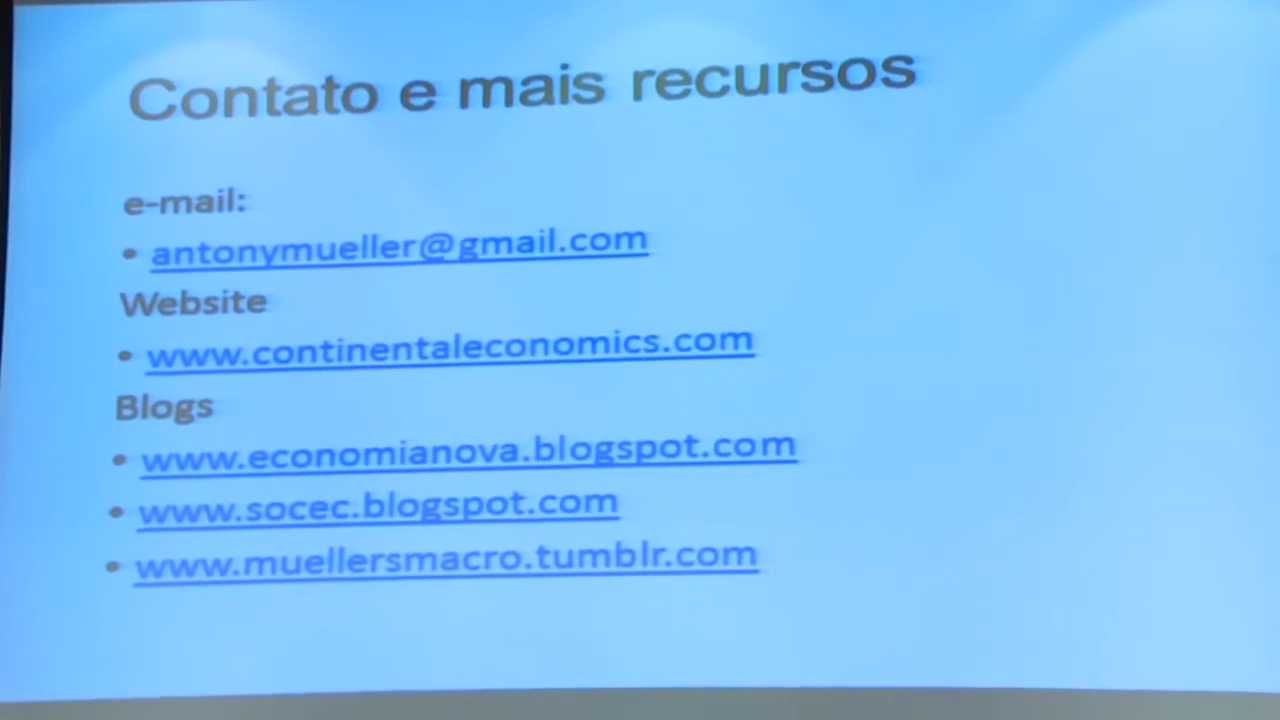 Contato e mais recursos
e-mail:
• antonymueller@gmail.com
Website
• www.continentaleconomics.com
Blogs
• www.economianova.blogspot.com
• www.socec.blogspot.com
• www.muellersmacro.tumblr.com